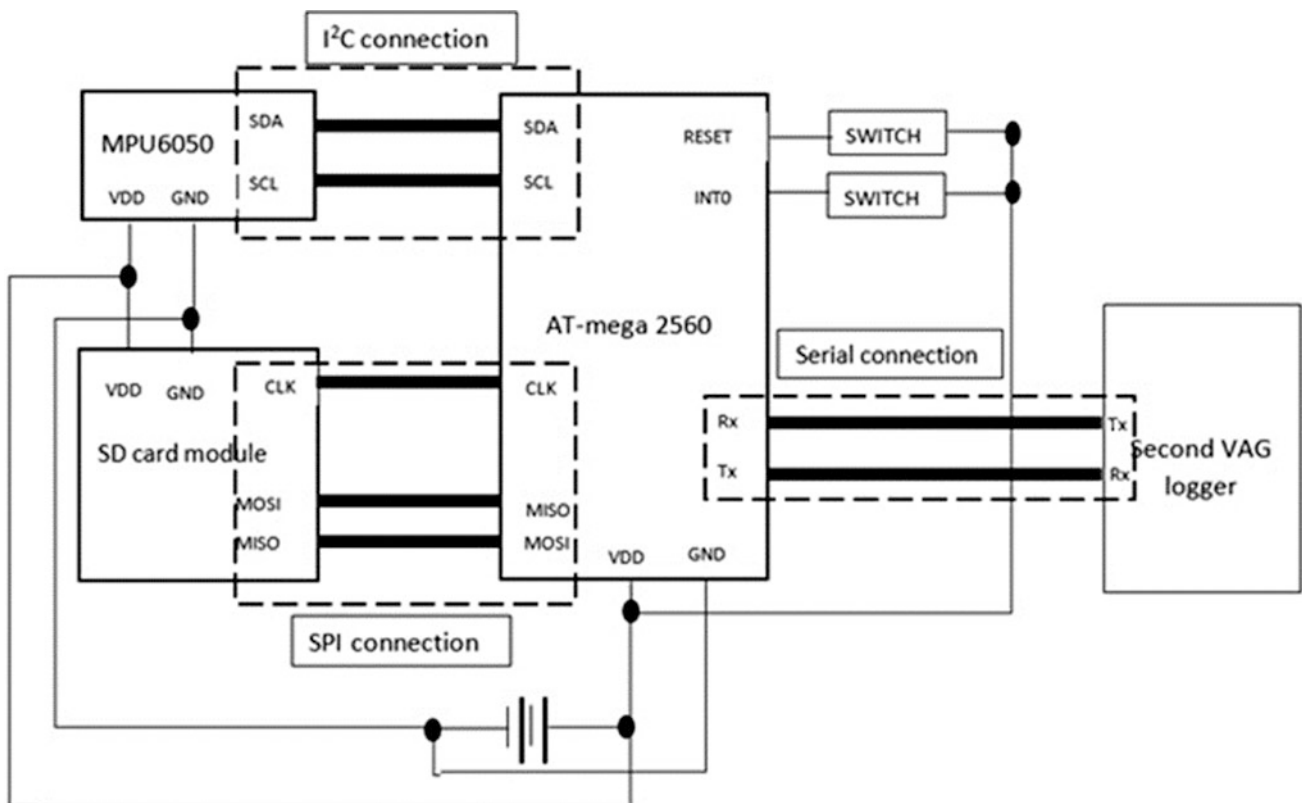 I²C connection
MPU6050
SDA
SCL
VDD GND
SDA
SCL
RESET
INT0
SWITCH
SWITCH
AT-mega 2560
Serial connection
VDD GND
SD card module
CLK
MOSI
MISO
CLK
MISO
MOSI
Rx
Tx
Tx
Rx
Second VAG
logger
VDD GND
SPI connection